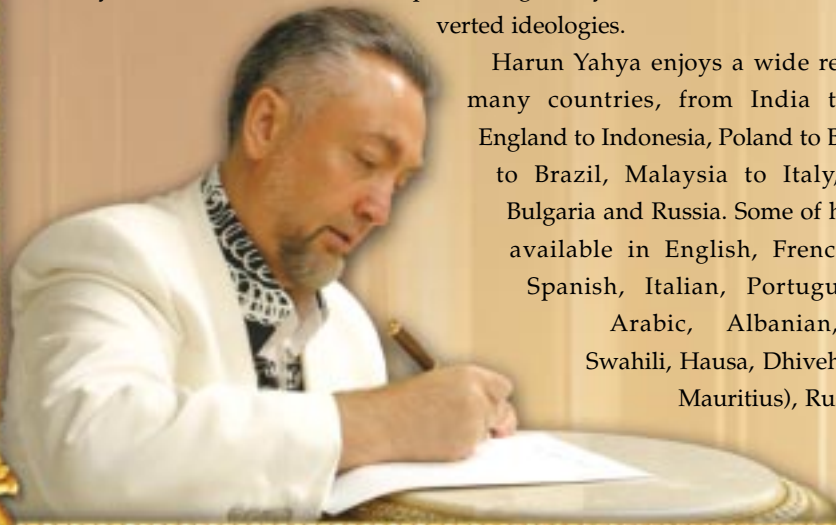 verted ideologies.
Harun Yahya enjoys a wide re
many countries, from India t
England to Indonesia, Poland to
to Brazil, Malaysia to Italy,
Bulgaria and Russia. Some of h
available in English, Frenc
Spanish, Italian, Portugu
Arabic, Albanian,
Swahili, Hausa, Dhiveh
Mauritius), Ru